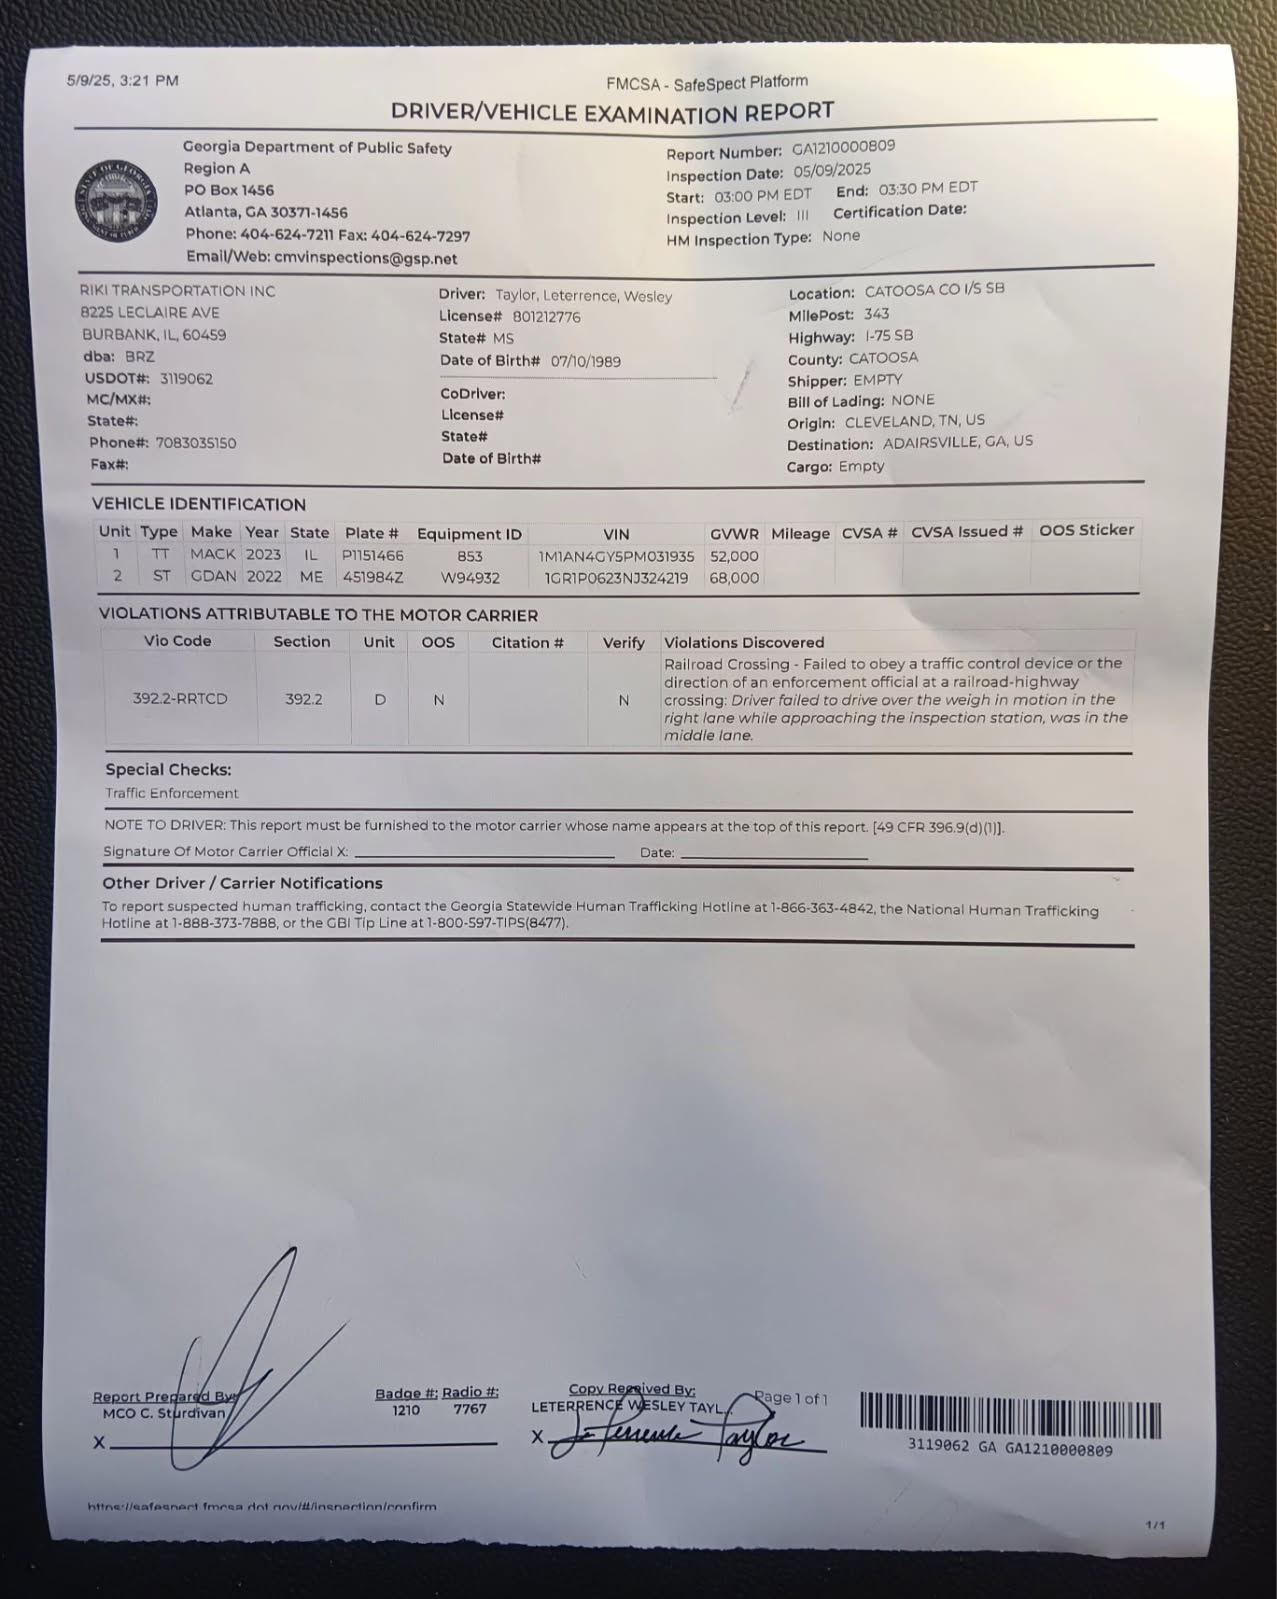 5/9/25, 3:21 PM
FMCSA - SafeSpect Platform
DRIVER/VEHICLE EXAMINATION REPORT
Georgia Department of Public Safety
Region A
PO Box 1456
Atlanta, GA 30371-1456
Phone: 404-624-7211 Fax: 404-624-7297
Email/Web: cmvinspections@gsp.net
Report Number: GA1210000809
Inspection Date: 05/09/2025
Start: 03:00 PM EDT End: 03:30 PM EDT
Inspection Level: III Certification Date:
HM Inspection Type: None
RIKI TRANSPORTATION INC
8225 LECLAIRE AVE
BURBANK, IL, 60459
dba: BRZ
USDOT#: 3119062
MC/MX#:
State#:
Phone#: 7083035150
Fax#:
Driver: Taylor, Leterrence, Wesley
License# 801212776
State# MS
Date of Birth# 07/10/1989
CoDriver:
License#
State#
Date of Birth#
Location: CATOOSA CO I/S SB
MilePost: 343
Highway: I-75 SB
County: CATOOSA
Shipper: EMPTY
Bill of Lading: NONE
Origin: CLEVELAND, TN, US
Destination: ADAIRSVILLE, GA, US
Cargo: Empty
VEHICLE IDENTIFICATION
Unit Type Make Year State Plate # Equipment ID VIN GVWR Mileage CVSA # CVSA Issued # OOS Sticker
1 TT MACK 2023 IL P1151466 853 1M1AN4GY5PM031935 52,000
2 ST GDAN 2022 ME 451984Z W94932 1GR1P0623NJ324219 68,000
VIOLATIONS ATTRIBUTABLE TO THE MOTOR CARRIER
Vio Code Section Unit OOS Citation # Verify Violations Discovered
392.2-RRTCD 392.2 D N N Railroad Crossing - Failed to obey a traffic control device or the
direction of an enforcement official at a railroad-highway
crossing: Driver failed to drive over the weigh in motion in the
right lane while approaching the inspection station, was in the
middle lane.
Special Checks:
Traffic Enforcement
NOTE TO DRIVER: This report must be furnished to the motor carrier whose name appears at the top of this report. [49 CFR 396.9(d)(1)].
Signature Of Motor Carrier Official X: Date:
Other Driver / Carrier Notifications
To report suspected human trafficking, contact the Georgia Statewide Human Trafficking Hotline at 1-866-363-4842, the National Human Trafficking
Hotline at 1-888-373-7888, or the GBI Tip Line at 1-800-597-TIPS(8477).
Report Prepared By:
MCO C. Sturdivan
X
Badge #: Radio #:
1210 7767
Copy Received By:
LETERRENCE WESLEY TAYL
X Leterrence Taylor
Page 1 of 1
3119062 GA GA1210000809
https://safespect.fmcsa.dot.gov/#/inspection/confirm
1/1